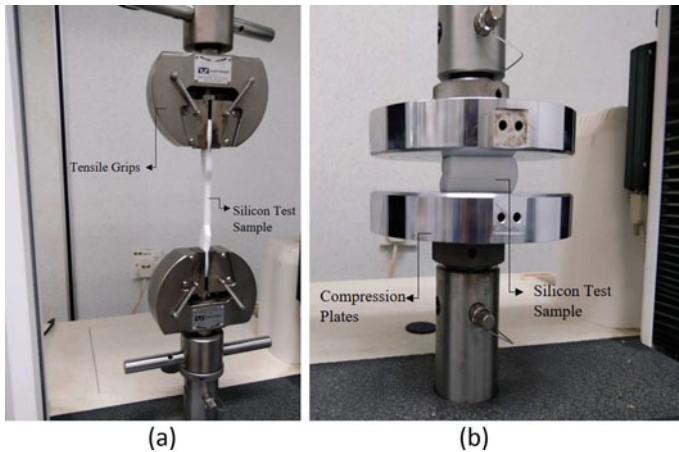 Tensile Grips
Silicon Test
Sample
Compression
Plates
Silicon Test
Sample
(a)
(b)